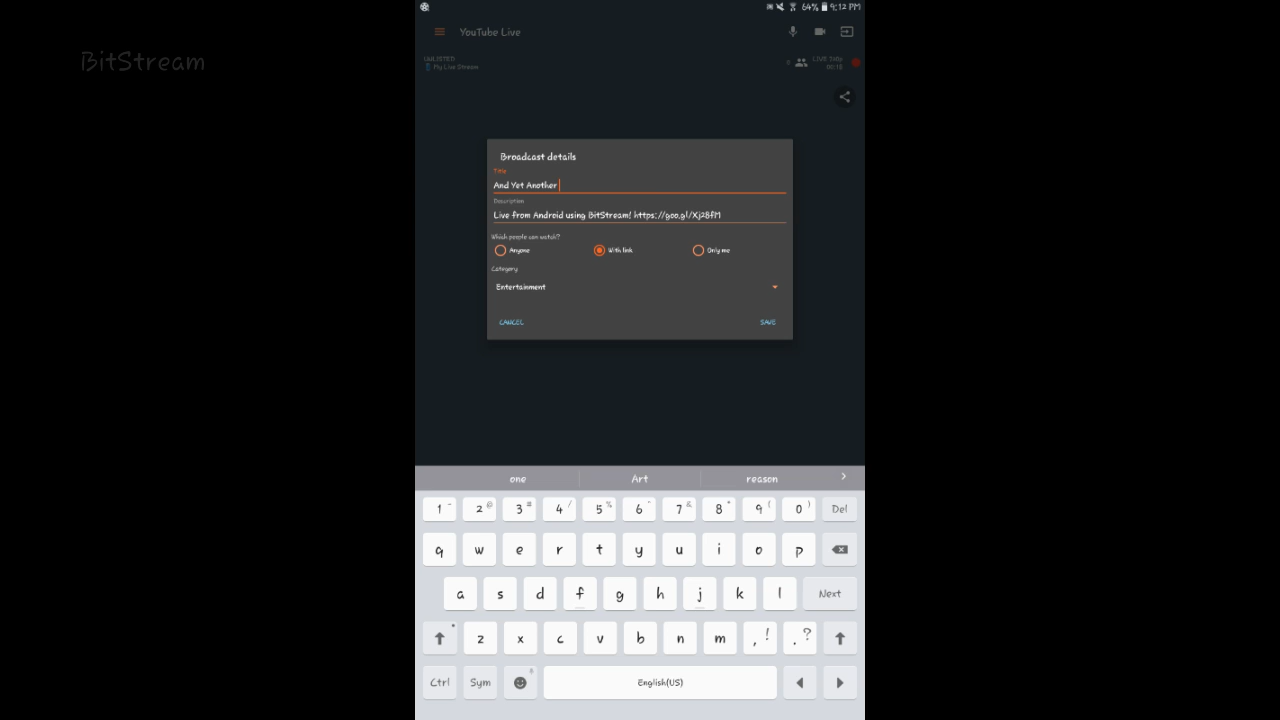 BitStream
64% 9:12 PM
YouTube Live
UNLISTED
My Live Stream
LIVE 240p
00:15
Broadcast details
Title
And Yet Another
Description
Live from Android using BitStream! https://goo.gl/Xj28fM
Which people can watch?
Anyone With link Only me
Category
Entertainment
CANCEL SAVE
one Art reason
1 - 2 @ 3 # 4 / 5 % 6 ^ 7 & 8 * 9 ( 0 ) Del
q w e r t y u i o p
a s d f g h j k l Next
z x c v b n m , ! . ?
Ctrl Sym English(US)